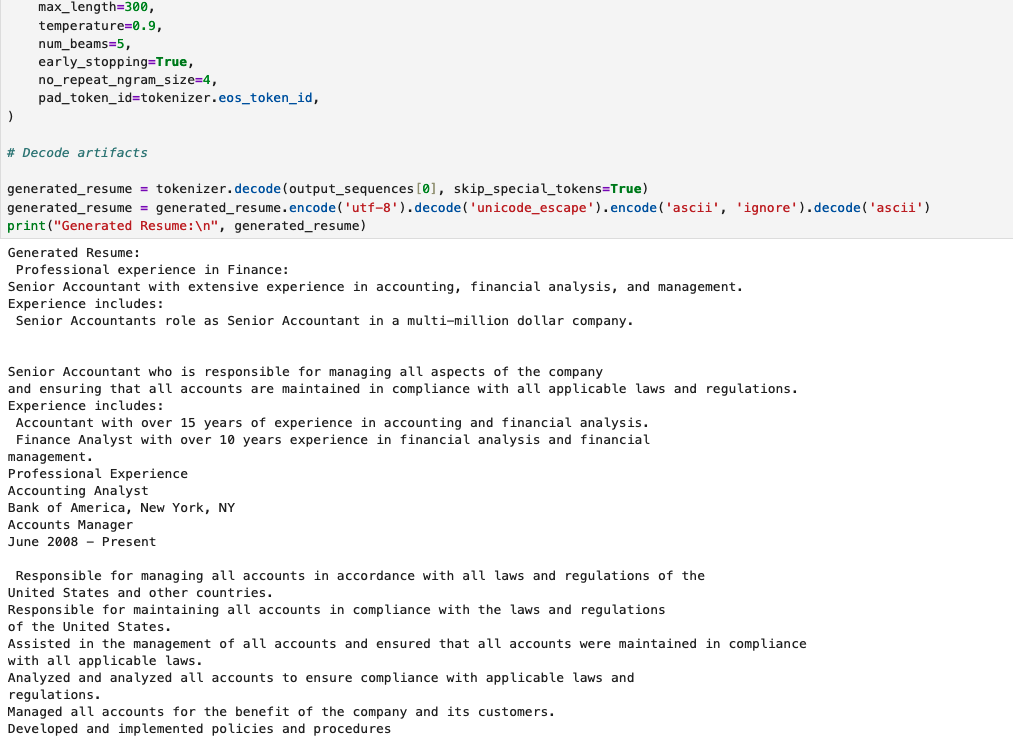 max_length=300,
temperature=0.9,
num_beams=5,
early_stopping=True,
no_repeat_ngram_size=4,
pad_token_id=tokenizer.eos_token_id,
)
# Decode artifacts
generated_resume = tokenizer.decode(output_sequences[0], skip_special_tokens=True)
generated_resume = generated_resume.encode('utf-8').decode('unicode_escape').encode('ascii', 'ignore').decode('ascii')
print("Generated Resume:\n", generated_resume)
Generated Resume:
Professional experience in Finance:
Senior Accountant with extensive experience in accounting, financial analysis, and management.
Experience includes:
Senior Accountants role as Senior Accountant in a multi-million dollar company.
Senior Accountant who is responsible for managing all aspects of the company
and ensuring that all accounts are maintained in compliance with all applicable laws and regulations.
Experience includes:
Accountant with over 15 years of experience in accounting and financial analysis.
Finance Analyst with over 10 years experience in financial analysis and financial
management.
Professional Experience
Accounting Analyst
Bank of America, New York, NY
Accounts Manager
June 2008 – Present
Responsible for managing all accounts in accordance with all laws and regulations of the
United States and other countries.
Responsible for maintaining all accounts in compliance with the laws and regulations
of the United States.
Assisted in the management of all accounts and ensured that all accounts were maintained in compliance
with all applicable laws.
Analyzed and analyzed all accounts to ensure compliance with applicable laws and
regulations.
Managed all accounts for the benefit of the company and its customers.
Developed and implemented policies and procedures